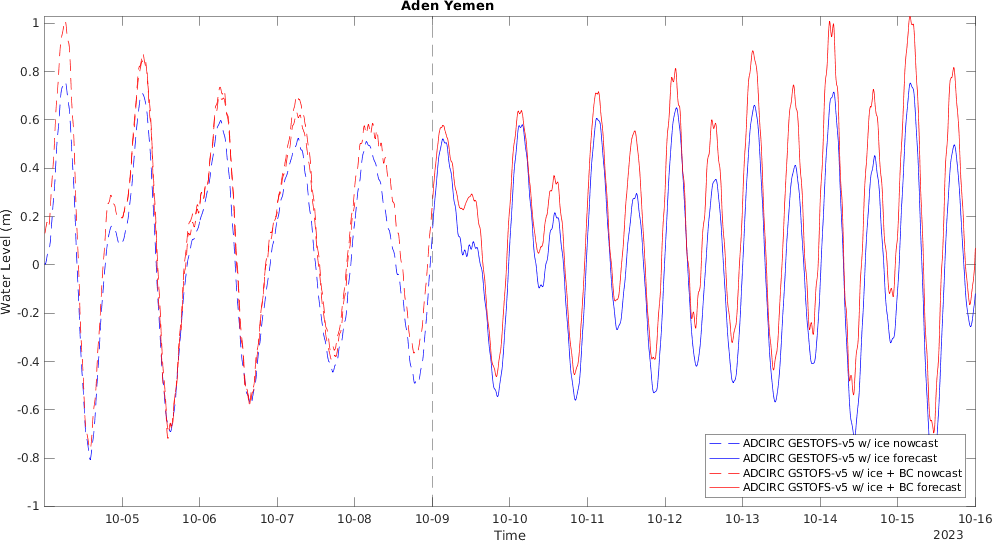 Aden Yemen
Water Level (m)
1
0.8
0.6
0.4
0.2
0
-0.2
-0.4
-0.6
-0.8
-1
ADCIRC GESTOFS-v5 w/ ice nowcast
ADCIRC GESTOFS-v5 w/ ice forecast
ADCIRC GSTOFS-v5 w/ ice + BC nowcast
ADCIRC GSTOFS-v5 w/ ice + BC forecast
10-05 10-06 10-07 10-08 10-09 10-10 10-11 10-12 10-13 10-14 10-15 10-16
Time
2023